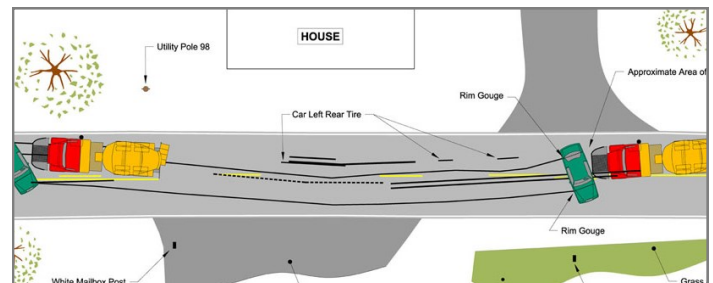 HOUSE
Utility Pole 98
Approximate Area of
Rim Gouge
Car Left Rear Tire
Rim Gouge
White Mailbox Post
Grass